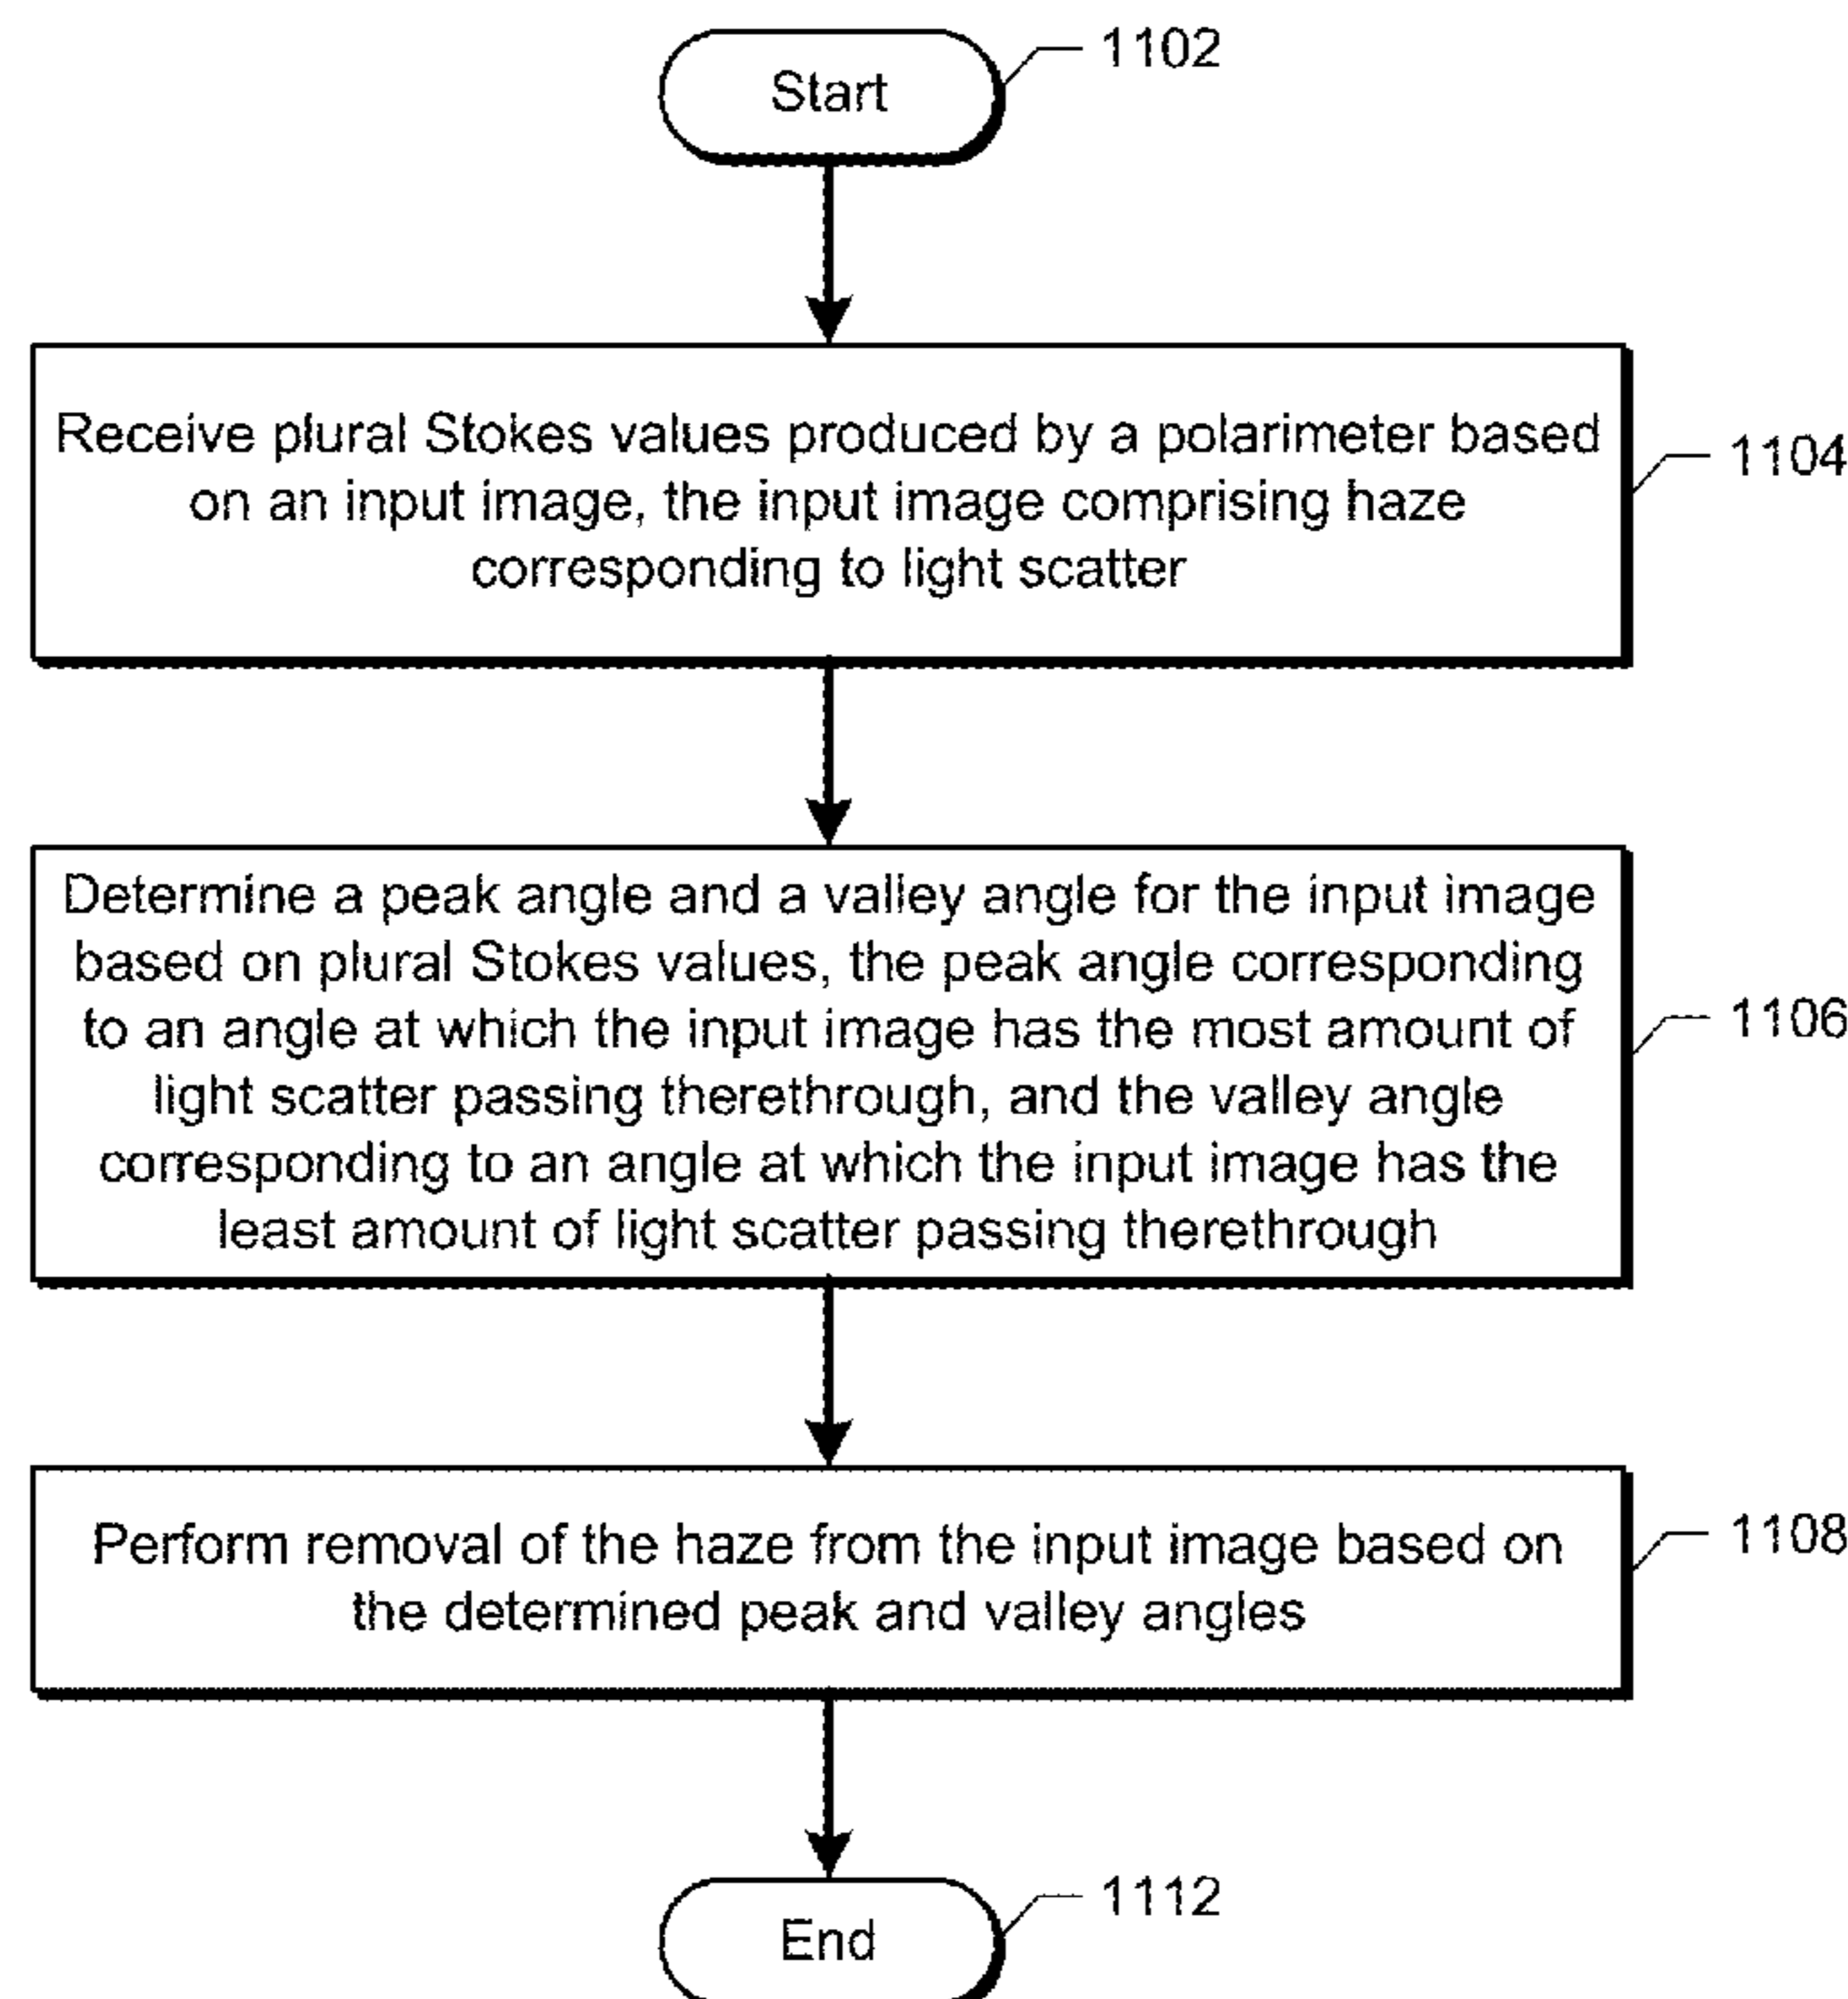 Start
1102
Receive plural Stokes values produced by a polarimeter based
on an input image, the input image comprising haze
corresponding to light scatter
1104
Determine a peak angle and a valley angle for the input image
based on plural Stokes values, the peak angle corresponding
to an angle at which the input image has the most amount of
light scatter passing therethrough, and the valley angle
corresponding to an angle at which the input image has the
least amount of light scatter passing therethrough
1106
Perform removal of the haze from the input image based on
the determined peak and valley angles
1108
End
1112